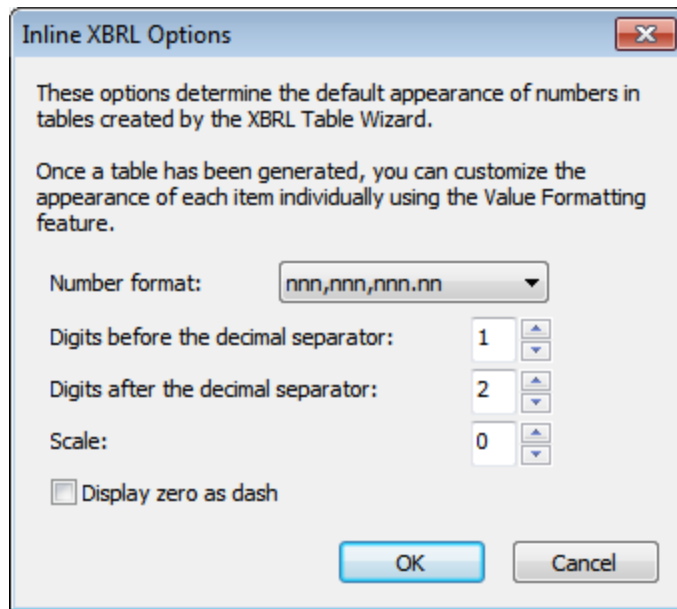 Inline XBRL Options
These options determine the default appearance of numbers in
tables created by the XBRL Table Wizard.
Once a table has been generated, you can customize the
appearance of each item individually using the Value Formatting
feature.
Number format: nnn,nnn,nnn.nn
Digits before the decimal separator: 1
Digits after the decimal separator: 2
Scale: 0
Display zero as dash
OK Cancel